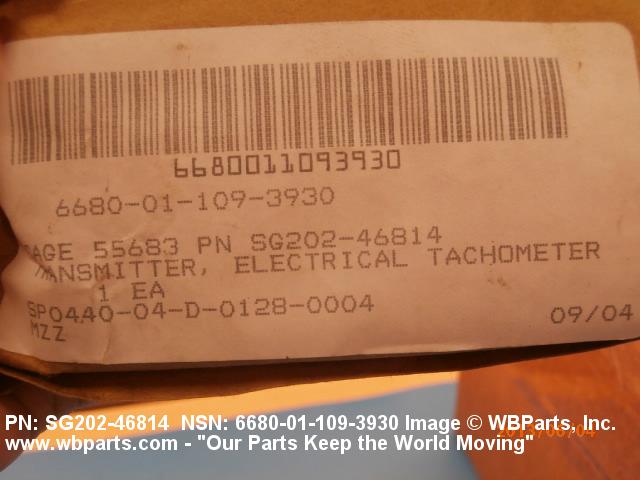 6680011093930
6680-01-109-3930
CAGE 55683 PN SG202-46814
TRANSMITTER, ELECTRICAL TACHOMETER
1 EA
SP0440-04-D-0128-0004
MZZ 09/04
PN: SG202-46814 NSN: 6680-01-109-3930 Image © WBParts, Inc.
www.wbparts.com - "Our Parts Keep the World Moving"